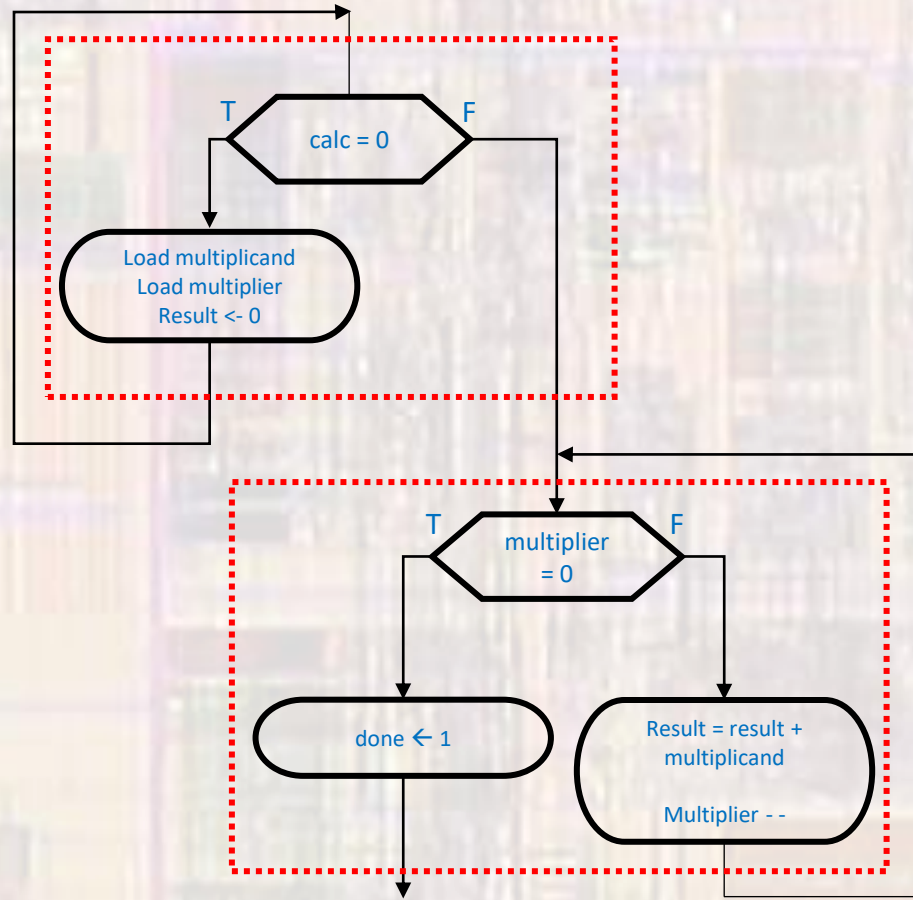 T
F
calc = 0
Load multiplicand
Load multiplier
Result <- 0
T
F
multiplier
= 0
done ← 1
Result = result +
multiplicand
Multiplier - -